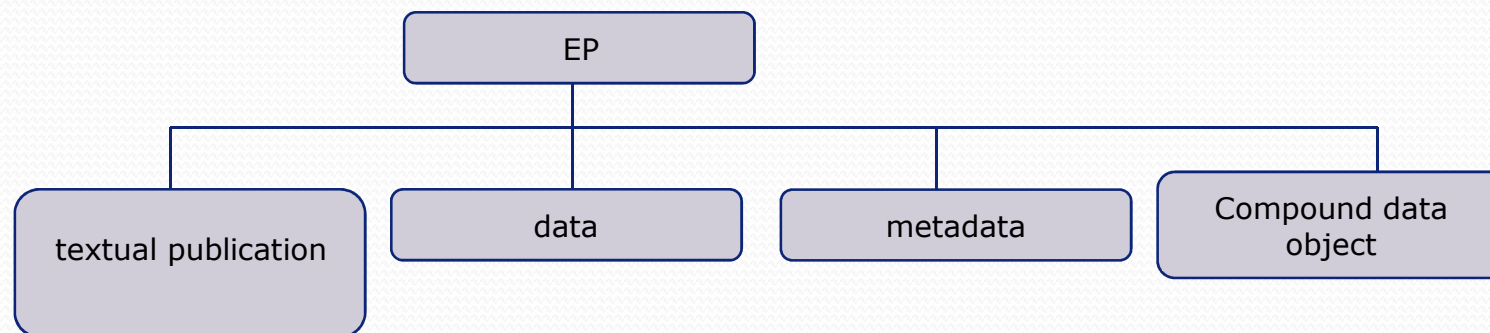 EP
textual publication
data
metadata
Compound data
object